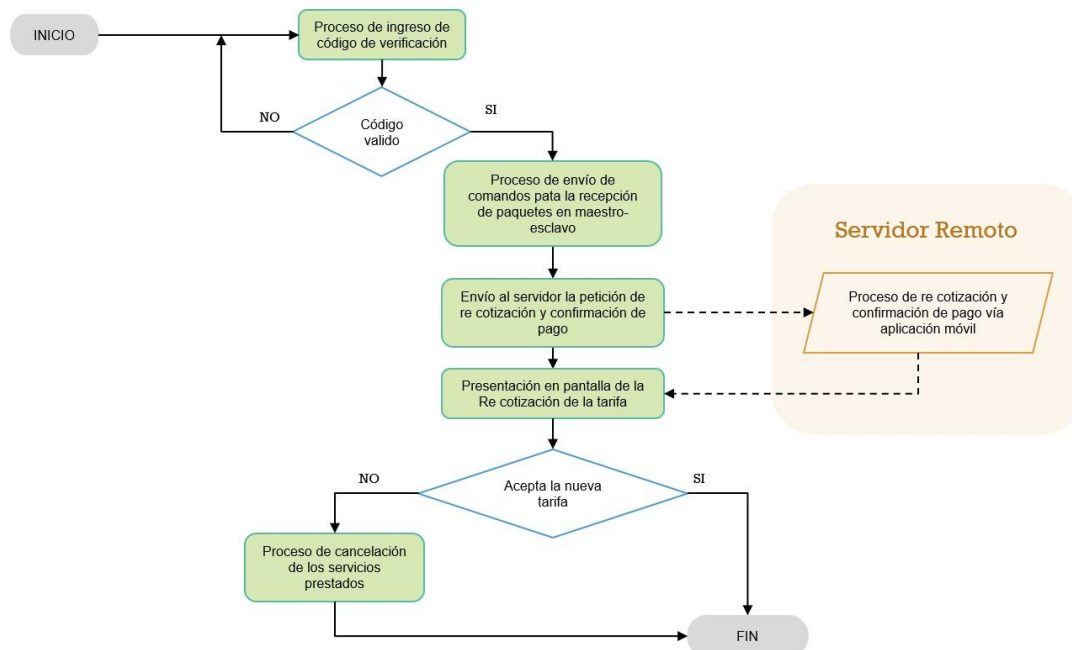 INICIO
Proceso de ingreso de
código de verificación
NO
SI
Código
valido
Proceso de envío de
comandos pata la recepción
de paquetes en maestro-
esclavo
Servidor Remoto
Envío al servidor la petición de
re cotización y confirmación de
pago
Proceso de re cotización y
confirmación de pago vía
aplicación móvil
Presentación en pantalla de la
Re cotización de la tarifa
NO
SI
Acepta la nueva
tarifa
Proceso de cancelación
de los servicios
prestados
FIN